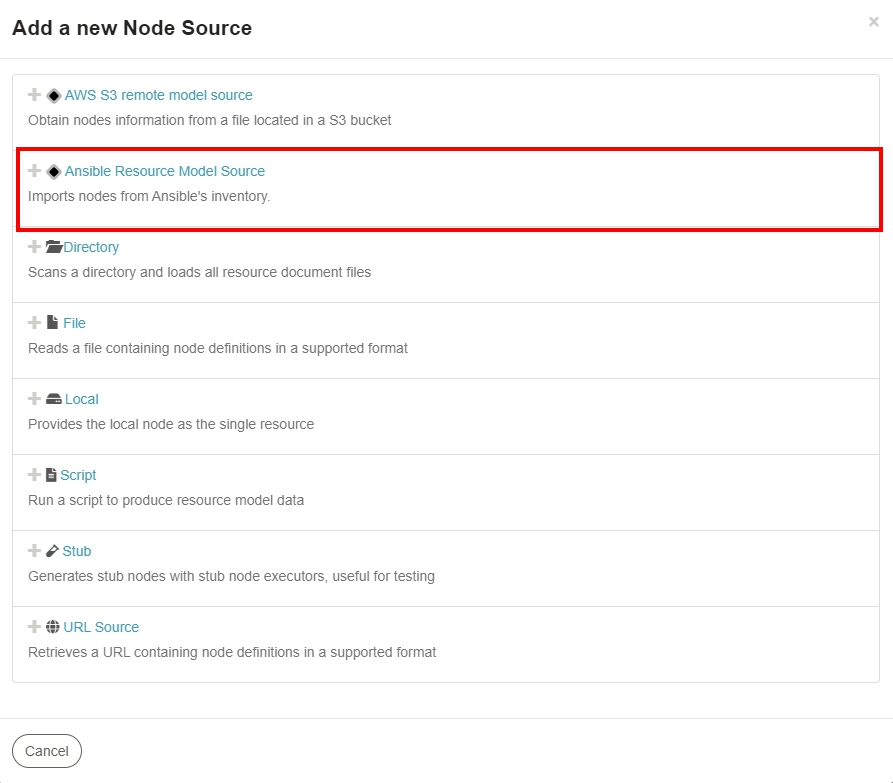 Add a new Node Source
×
AWS S3 remote model source
Obtain nodes information from a file located in a S3 bucket
Ansible Resource Model Source
Imports nodes from Ansible's inventory.
Directory
Scans a directory and loads all resource document files
File
Reads a file containing node definitions in a supported format
Local
Provides the local node as the single resource
Script
Run a script to produce resource model data
Stub
Generates stub nodes with stub node executors, useful for testing
URL Source
Retrieves a URL containing node definitions in a supported format
Cancel